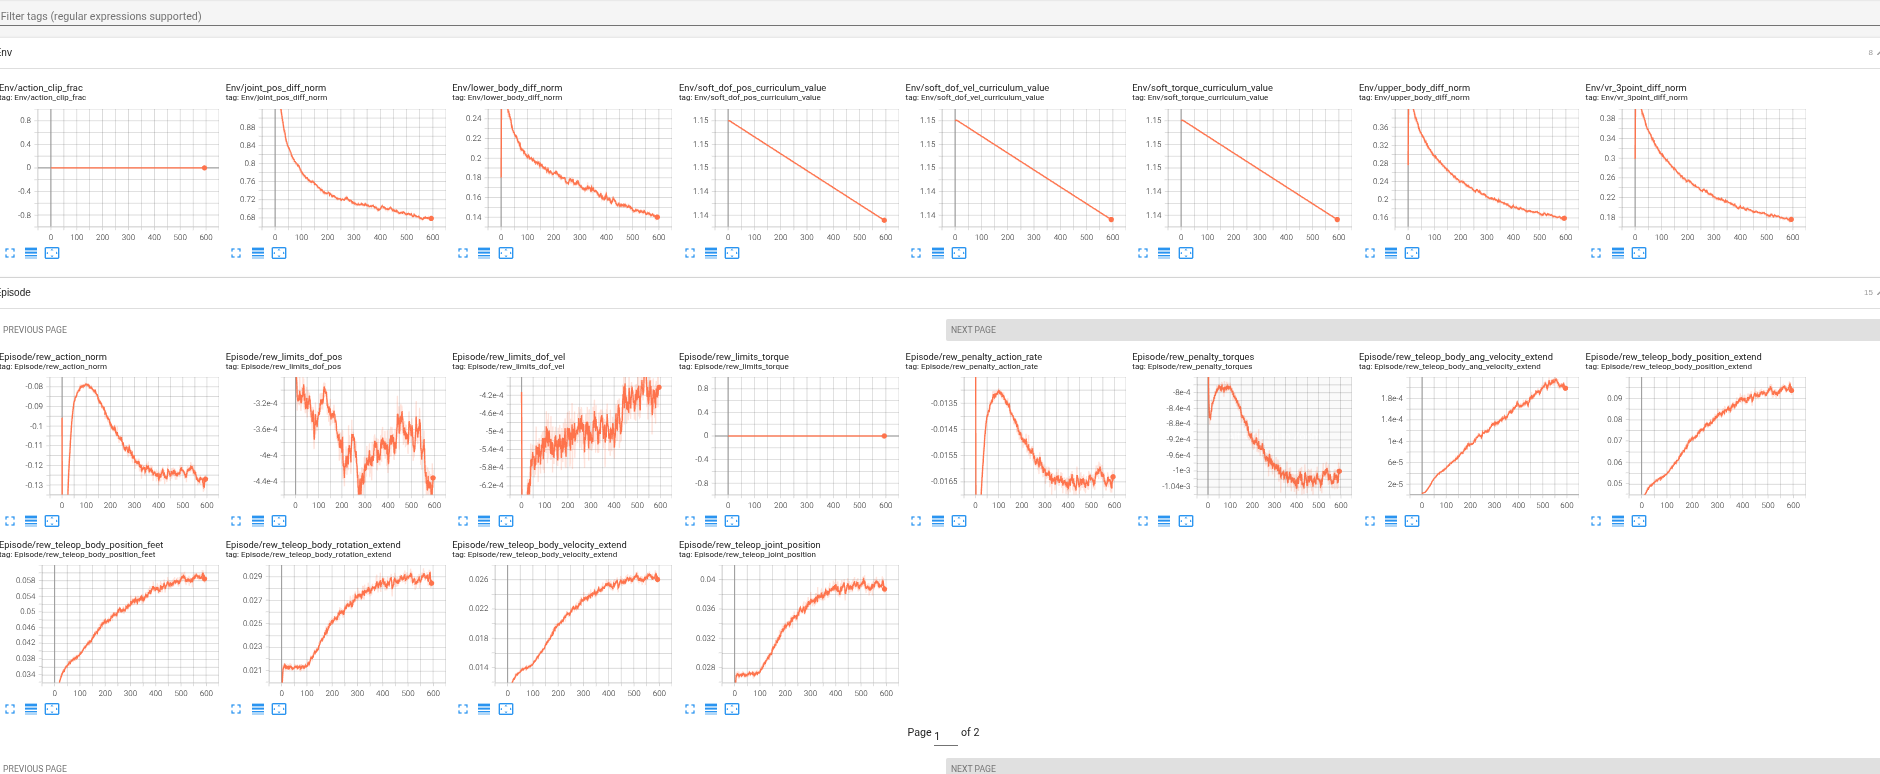 Filter tags (regular expressions supported)
Env
8
Env/action_clip_frac
tag: Env/action_clip_frac
0.8
0.4
0
-0.4
-0.8
0 100 200 300 400 500 600
Env/joint_pos_diff_norm
tag: Env/joint_pos_diff_norm
0.88
0.84
0.8
0.76
0.72
0.68
0 100 200 300 400 500 600
Env/lower_body_diff_norm
tag: Env/lower_body_diff_norm
0.24
0.22
0.2
0.18
0.16
0.14
0 100 200 300 400 500 600
Env/soft_dof_pos_curriculum_value
tag: Env/soft_dof_pos_curriculum_value
1.15
1.15
1.15
1.14
1.14
0 100 200 300 400 500 600
Env/soft_dof_vel_curriculum_value
tag: Env/soft_dof_vel_curriculum_value
1.15
1.15
1.15
1.14
1.14
0 100 200 300 400 500 600
Env/soft_torque_curriculum_value
tag: Env/soft_torque_curriculum_value
1.15
1.15
1.15
1.14
1.14
0 100 200 300 400 500 600
Env/upper_body_diff_norm
tag: Env/upper_body_diff_norm
0.36
0.32
0.28
0.24
0.2
0.16
0 100 200 300 400 500 600
Env/vr_3point_diff_norm
tag: Env/vr_3point_diff_norm
0.38
0.34
0.3
0.26
0.22
0.18
0 100 200 300 400 500 600
Episode
15
PREVIOUS PAGE
NEXT PAGE
Episode/rew_action_norm
tag: Episode/rew_action_norm
-0.08
-0.09
-0.1
-0.11
-0.12
-0.13
0 100 200 300 400 500 600
Episode/rew_limits_dof_pos
tag: Episode/rew_limits_dof_pos
-3.2e-4
-3.6e-4
-4e-4
-4.4e-4
0 100 200 300 400 500 600
Episode/rew_limits_dof_vel
tag: Episode/rew_limits_dof_vel
-4.2e-4
-4.6e-4
-5e-4
-5.4e-4
-5.8e-4
-6.2e-4
0 100 200 300 400 500 600
Episode/rew_limits_torque
tag: Episode/rew_limits_torque
0.8
0.4
0
-0.4
-0.8
0 100 200 300 400 500 600
Episode/rew_penalty_action_rate
tag: Episode/rew_penalty_action_rate
-0.0135
-0.0145
-0.0155
-0.0165
0 100 200 300 400 500 600
Episode/rew_penalty_torques
tag: Episode/rew_penalty_torques
-8e-4
-8.4e-4
-8.8e-4
-9.2e-4
-9.6e-4
-1e-3
-1.04e-3
0 100 200 300 400 500 600
Episode/rew_teleop_body_ang_velocity_extend
tag: Episode/rew_teleop_body_ang_velocity_extend
1.8e-4
1.4e-4
1e-4
6e-5
2e-5
0 100 200 300 400 500 600
Episode/rew_teleop_body_position_extend
tag: Episode/rew_teleop_body_position_extend
0.09
0.08
0.07
0.06
0.05
0 100 200 300 400 500 600
Episode/rew_teleop_body_position_feet
tag: Episode/rew_teleop_body_position_feet
0.058
0.054
0.05
0.046
0.042
0.038
0.034
0 100 200 300 400 500 600
Episode/rew_teleop_body_rotation_extend
tag: Episode/rew_teleop_body_rotation_extend
0.029
0.027
0.025
0.023
0.021
0 100 200 300 400 500 600
Episode/rew_teleop_body_velocity_extend
tag: Episode/rew_teleop_body_velocity_extend
0.026
0.022
0.018
0.014
0 100 200 300 400 500 600
Episode/rew_teleop_joint_position
tag: Episode/rew_teleop_joint_position
0.04
0.036
0.032
0.028
0 100 200 300 400 500 600
Page 1 of 2
PREVIOUS PAGE
NEXT PAGE